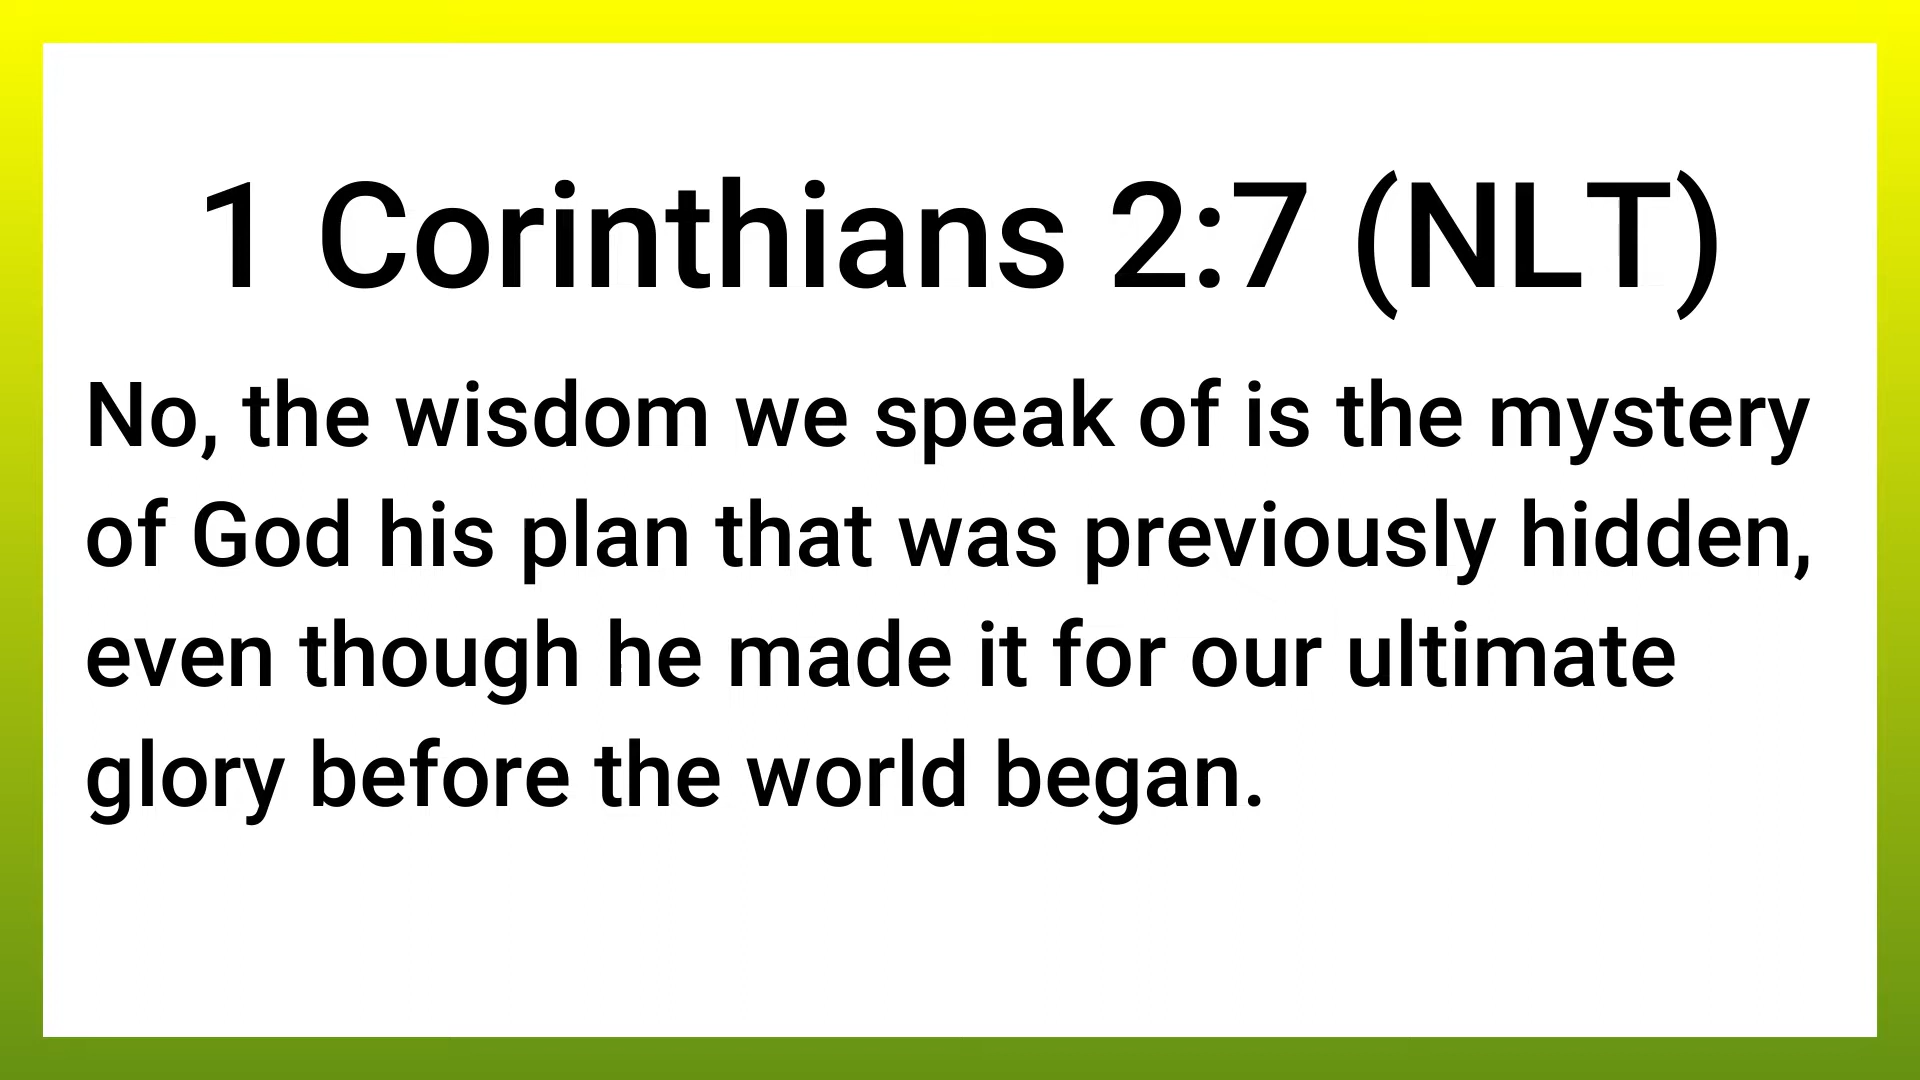 1 Corinthians 2:7 (NLT)
No, the wisdom we speak of is the mystery
of God his plan that was previously hidden,
even though he made it for our ultimate
glory before the world began.